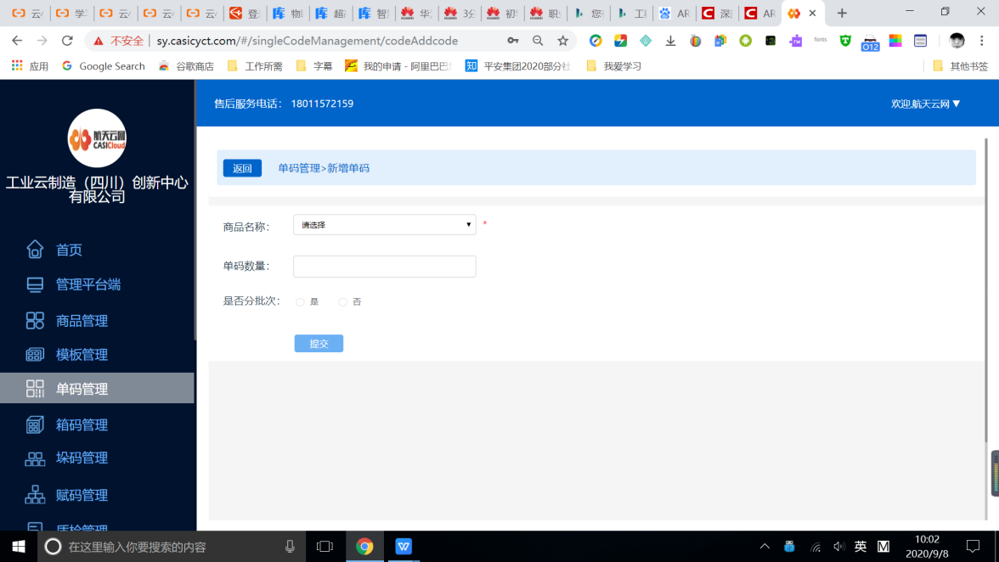 云
学
云
云
云
登
物
超
智
华
3分
初
职
您
工
AR
深
AR
不安全 sy.casicyct.com/#/singleCodeManagement/codeAddcode
fonts
012
应用 Google Search 谷歌商店 工作所需 字幕 我的申请 - 阿里巴巴 平安集团2020部分社 我爱学习 其他书签
航天云网
CASICloud
工业云制造（四川）创新中心
有限公司
首页
管理平台端
商品管理
模板管理
单码管理
箱码管理
垛码管理
赋码管理
质检管理
售后服务电话： 18011572159 欢迎,航天云网▼
返回 单码管理>新增单码
商品名称： 请选择 *
单码数量：
是否分批次： 是 否
提交
在这里输入你要搜索的内容
英
10:02
2020/9/8